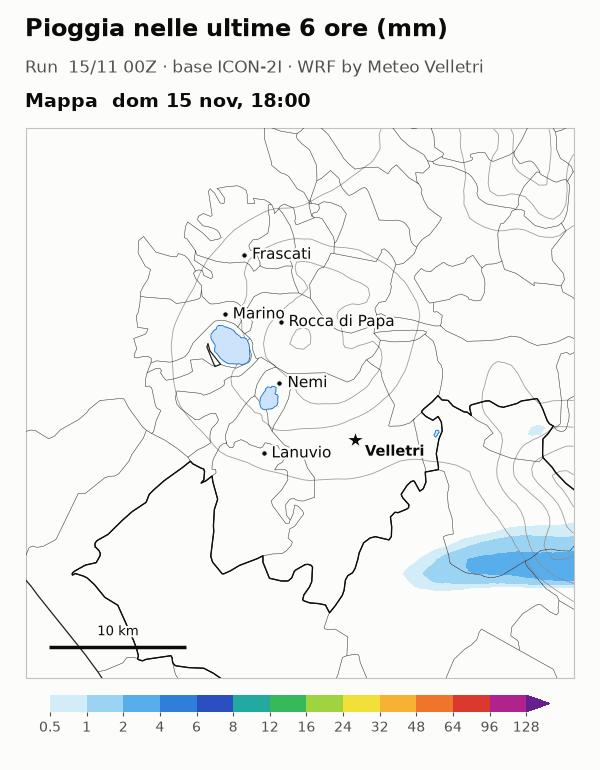 Pioggia nelle ultime 6 ore (mm)
Run  15/11 00Z · base ICON-2I · WRF by Meteo Velletri
Mappa  dom 15 nov, 18:00
Frascati
Marino
Rocca di Papa
Nemi
Velletri
Lanuvio
10 km
0.5 1 2 4 6 8 12 16 24 32 48 64 96 128